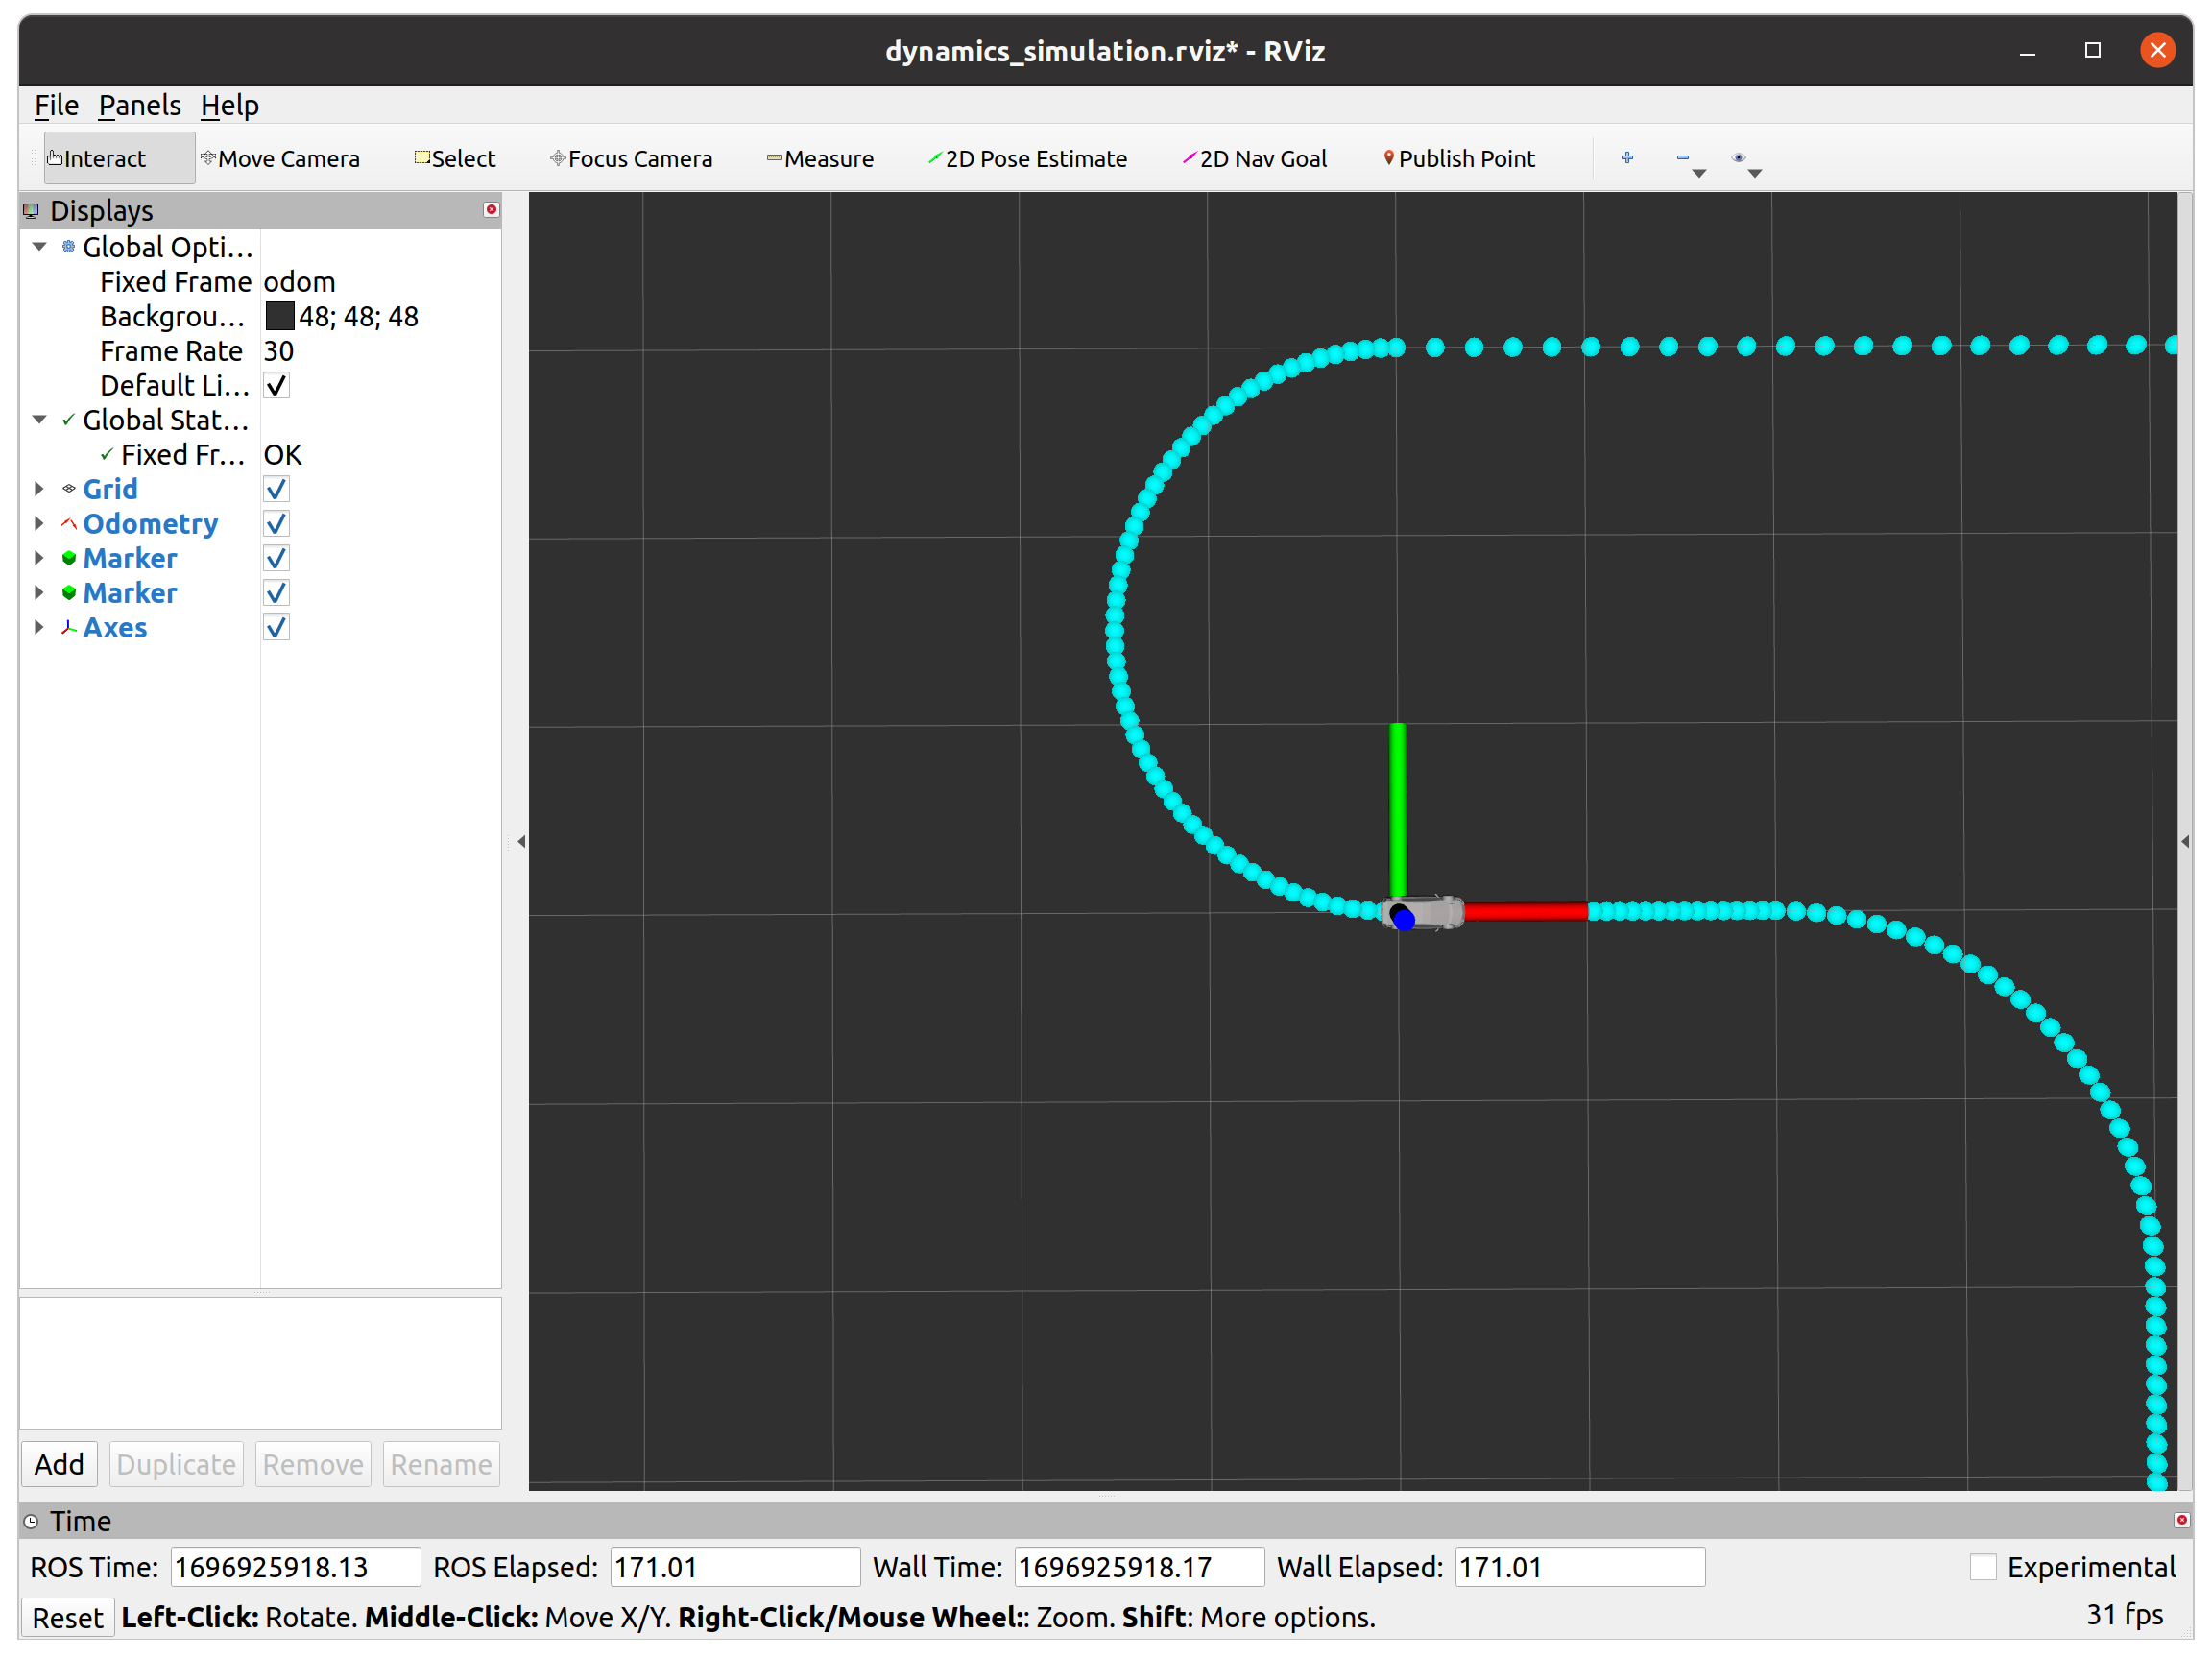 dynamics_simulation.rviz* - RViz
File Panels Help
Interact Move Camera Select Focus Camera Measure 2D Pose Estimate 2D Nav Goal Publish Point
Displays
Global Opti...
Fixed Frame odom
Backgrou... 48; 48; 48
Frame Rate 30
Default Li...
Global Stat...
Fixed Fr... OK
Grid
Odometry
Marker
Marker
Axes
Add Duplicate Remove Rename
Time
ROS Time: 1696925918.13 ROS Elapsed: 171.01 Wall Time: 1696925918.17 Wall Elapsed: 171.01 Experimental
Reset Left-Click: Rotate. Middle-Click: Move X/Y. Right-Click/Mouse Wheel:: Zoom. Shift: More options. 31 fps